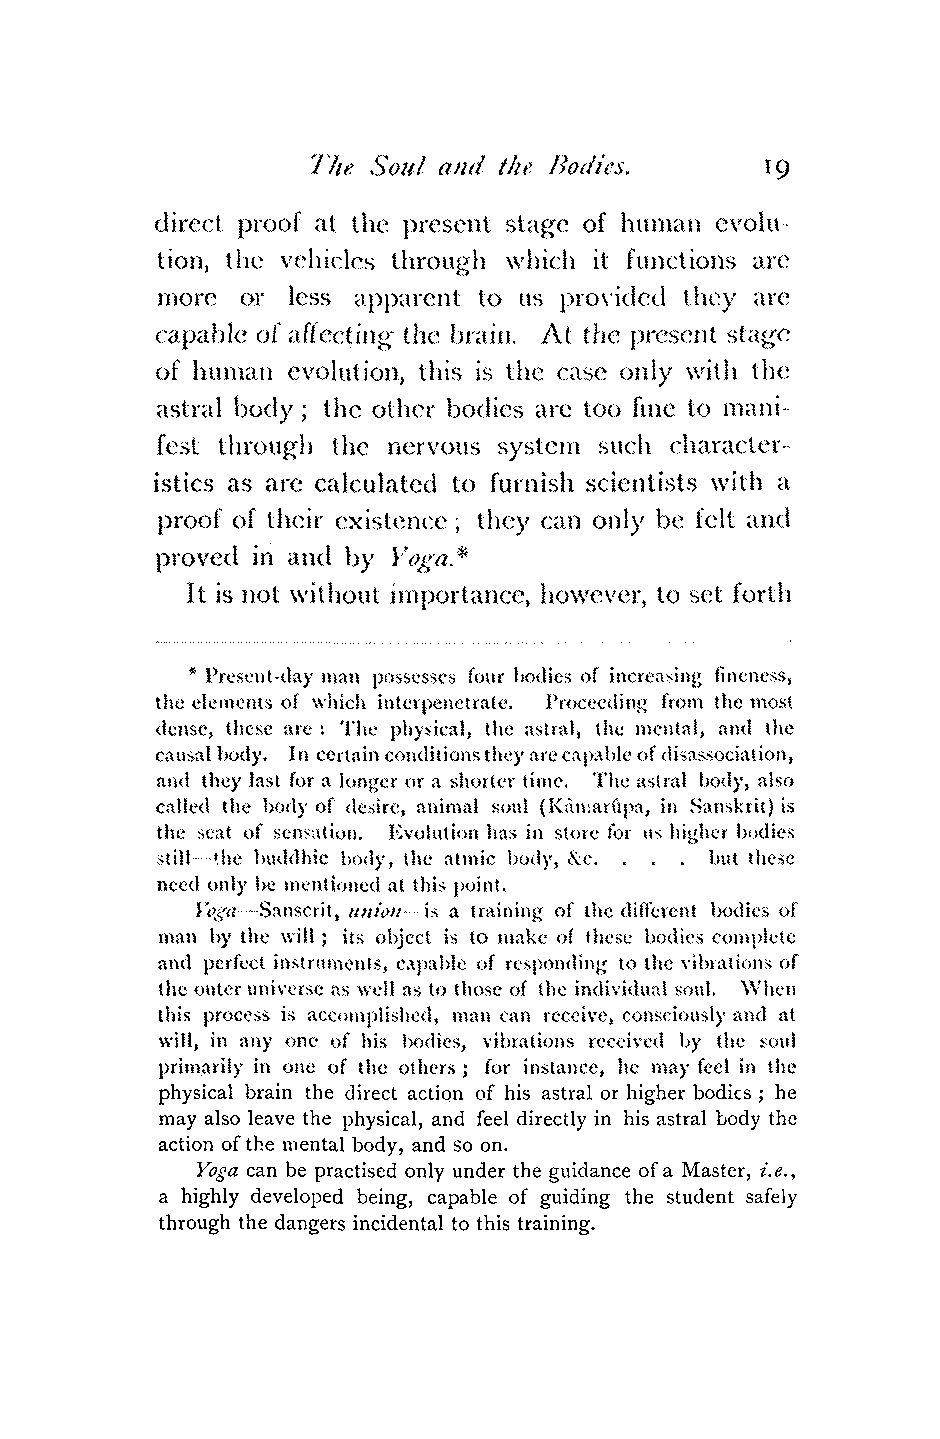 The Soul and the Bodies. 19
direct proof at the present stage of human evolu-
tion, the vehicles through which it functions are
more or less apparent to us provided they are
capable of affecting the brain. At the present stage
of human evolution, this is the case only with the
astral body ; the other bodies are too fine to mani-
fest through the nervous system such character-
istics as are calculated to furnish scientists with a
proof of their existence ; they can only be felt and
proved in and by Yoga.*
It is not without importance, however, to set forth
* Present-day man possesses four bodies of increasing fineness,
the elements of which interpenetrate. Proceeding from the most
dense, these are : The physical, the astral, the mental, and the
causal body. In certain conditions they are capable of disassociation,
and they last for a longer or a shorter time. The astral body, also
called the body of desire, animal soul (Kâmarûpa, in Sanskrit) is
the seat of sensation. Evolution has in store for us higher bodies
still—the buddhic body, the atmic body, &c. . . . but these
need only be mentioned at this point.
Yoga—Sanscrit, union—is a training of the different bodies of
man by the will ; its object is to make of these bodies complete
and perfect instruments, capable of responding to the vibrations of
the outer universe as well as to those of the individual soul. When
this process is accomplished, man can receive, consciously and at
will, in any one of his bodies, vibrations received by the soul
primarily in one of the others ; for instance, he may feel in the
physical brain the direct action of his astral or higher bodies ; he
may also leave the physical, and feel directly in his astral body the
action of the mental body, and so on.
Yoga can be practised only under the guidance of a Master, i.e.,
a highly developed being, capable of guiding the student safely
through the dangers incidental to this training.